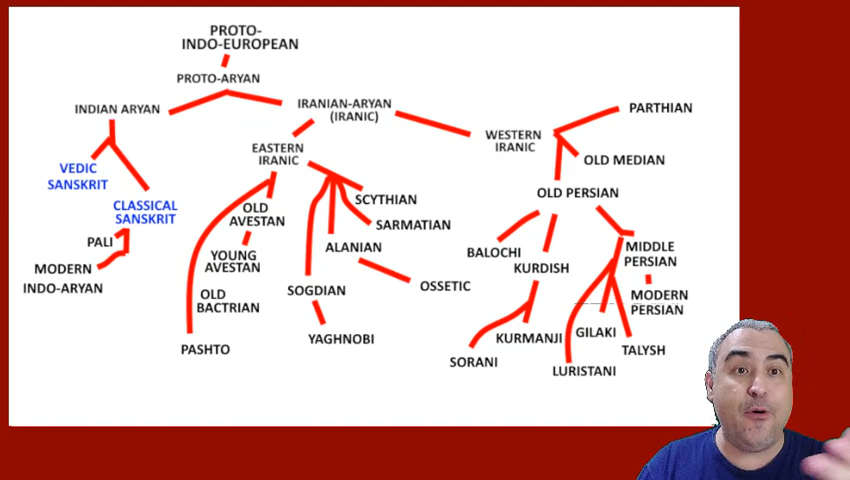 PROTO-
INDO-EUROPEAN
PROTO-ARYAN
INDIAN ARYAN
IRANIAN-ARYAN
(IRANIC)
PARTHIAN
WESTERN
IRANIC
EASTERN
IRANIC
OLD MEDIAN
VEDIC
SANSKRIT
OLD PERSIAN
SCYTHIAN
CLASSICAL
SANSKRIT
OLD
AVESTAN
SARMATIAN
PALI
ALANIAN
BALOCHI
MIDDLE
PERSIAN
YOUNG
AVESTAN
KURDISH
MODERN
INDO-ARYAN
OSSETIC
SOGDIAN
OLD
BACTRIAN
MODERN
PERSIAN
YAGHNOBI
KURMANJI
GILAKI
PASHTO
SORANI
TALYSH
LURISTANI